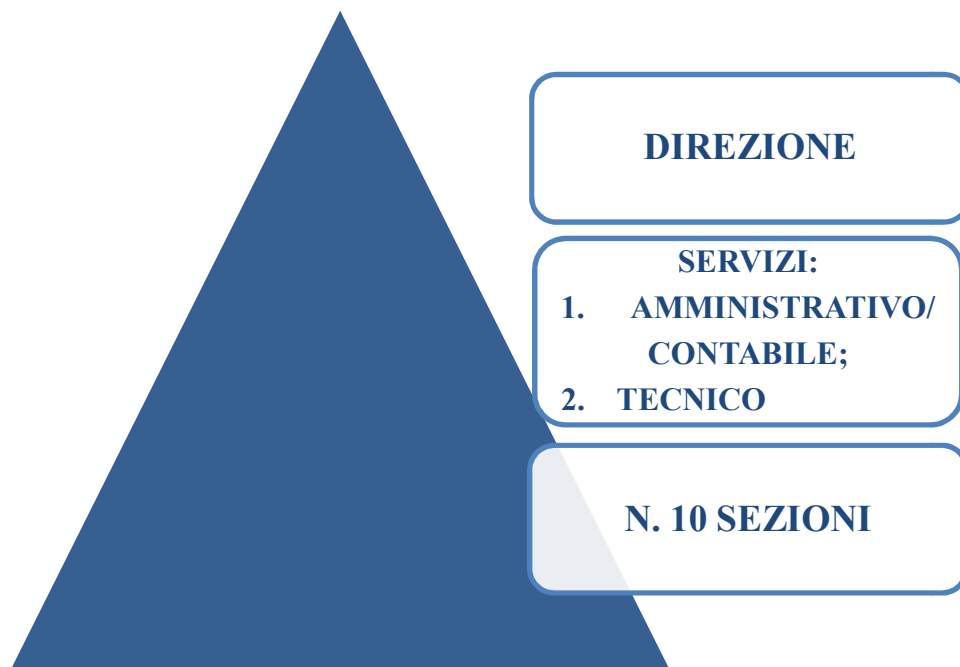 DIREZIONE
SERVIZI:
1. AMMINISTRATIVO/
CONTABILE;
2. TECNICO
N. 10 SEZIONI